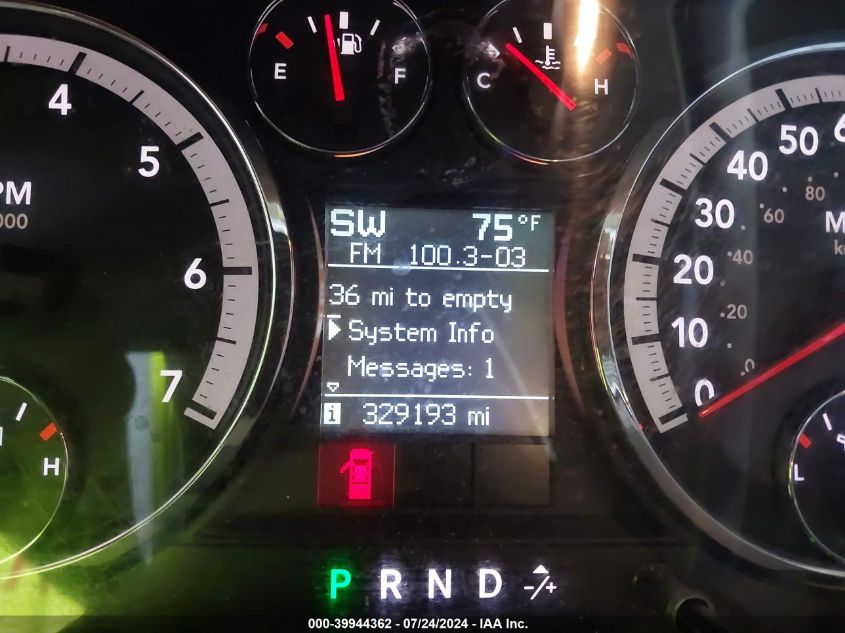 E F
C H
4
5
6
7
PM
000
SW 75°F
FM 100.3-03
36 mi to empty
System Info
Messages: 1
i 329193 mi
50
40
30
20
10
0
80
60
40
20
0
M
H
L
P R N D -/+
000-39944362 - 07/24/2024 - IAA Inc.